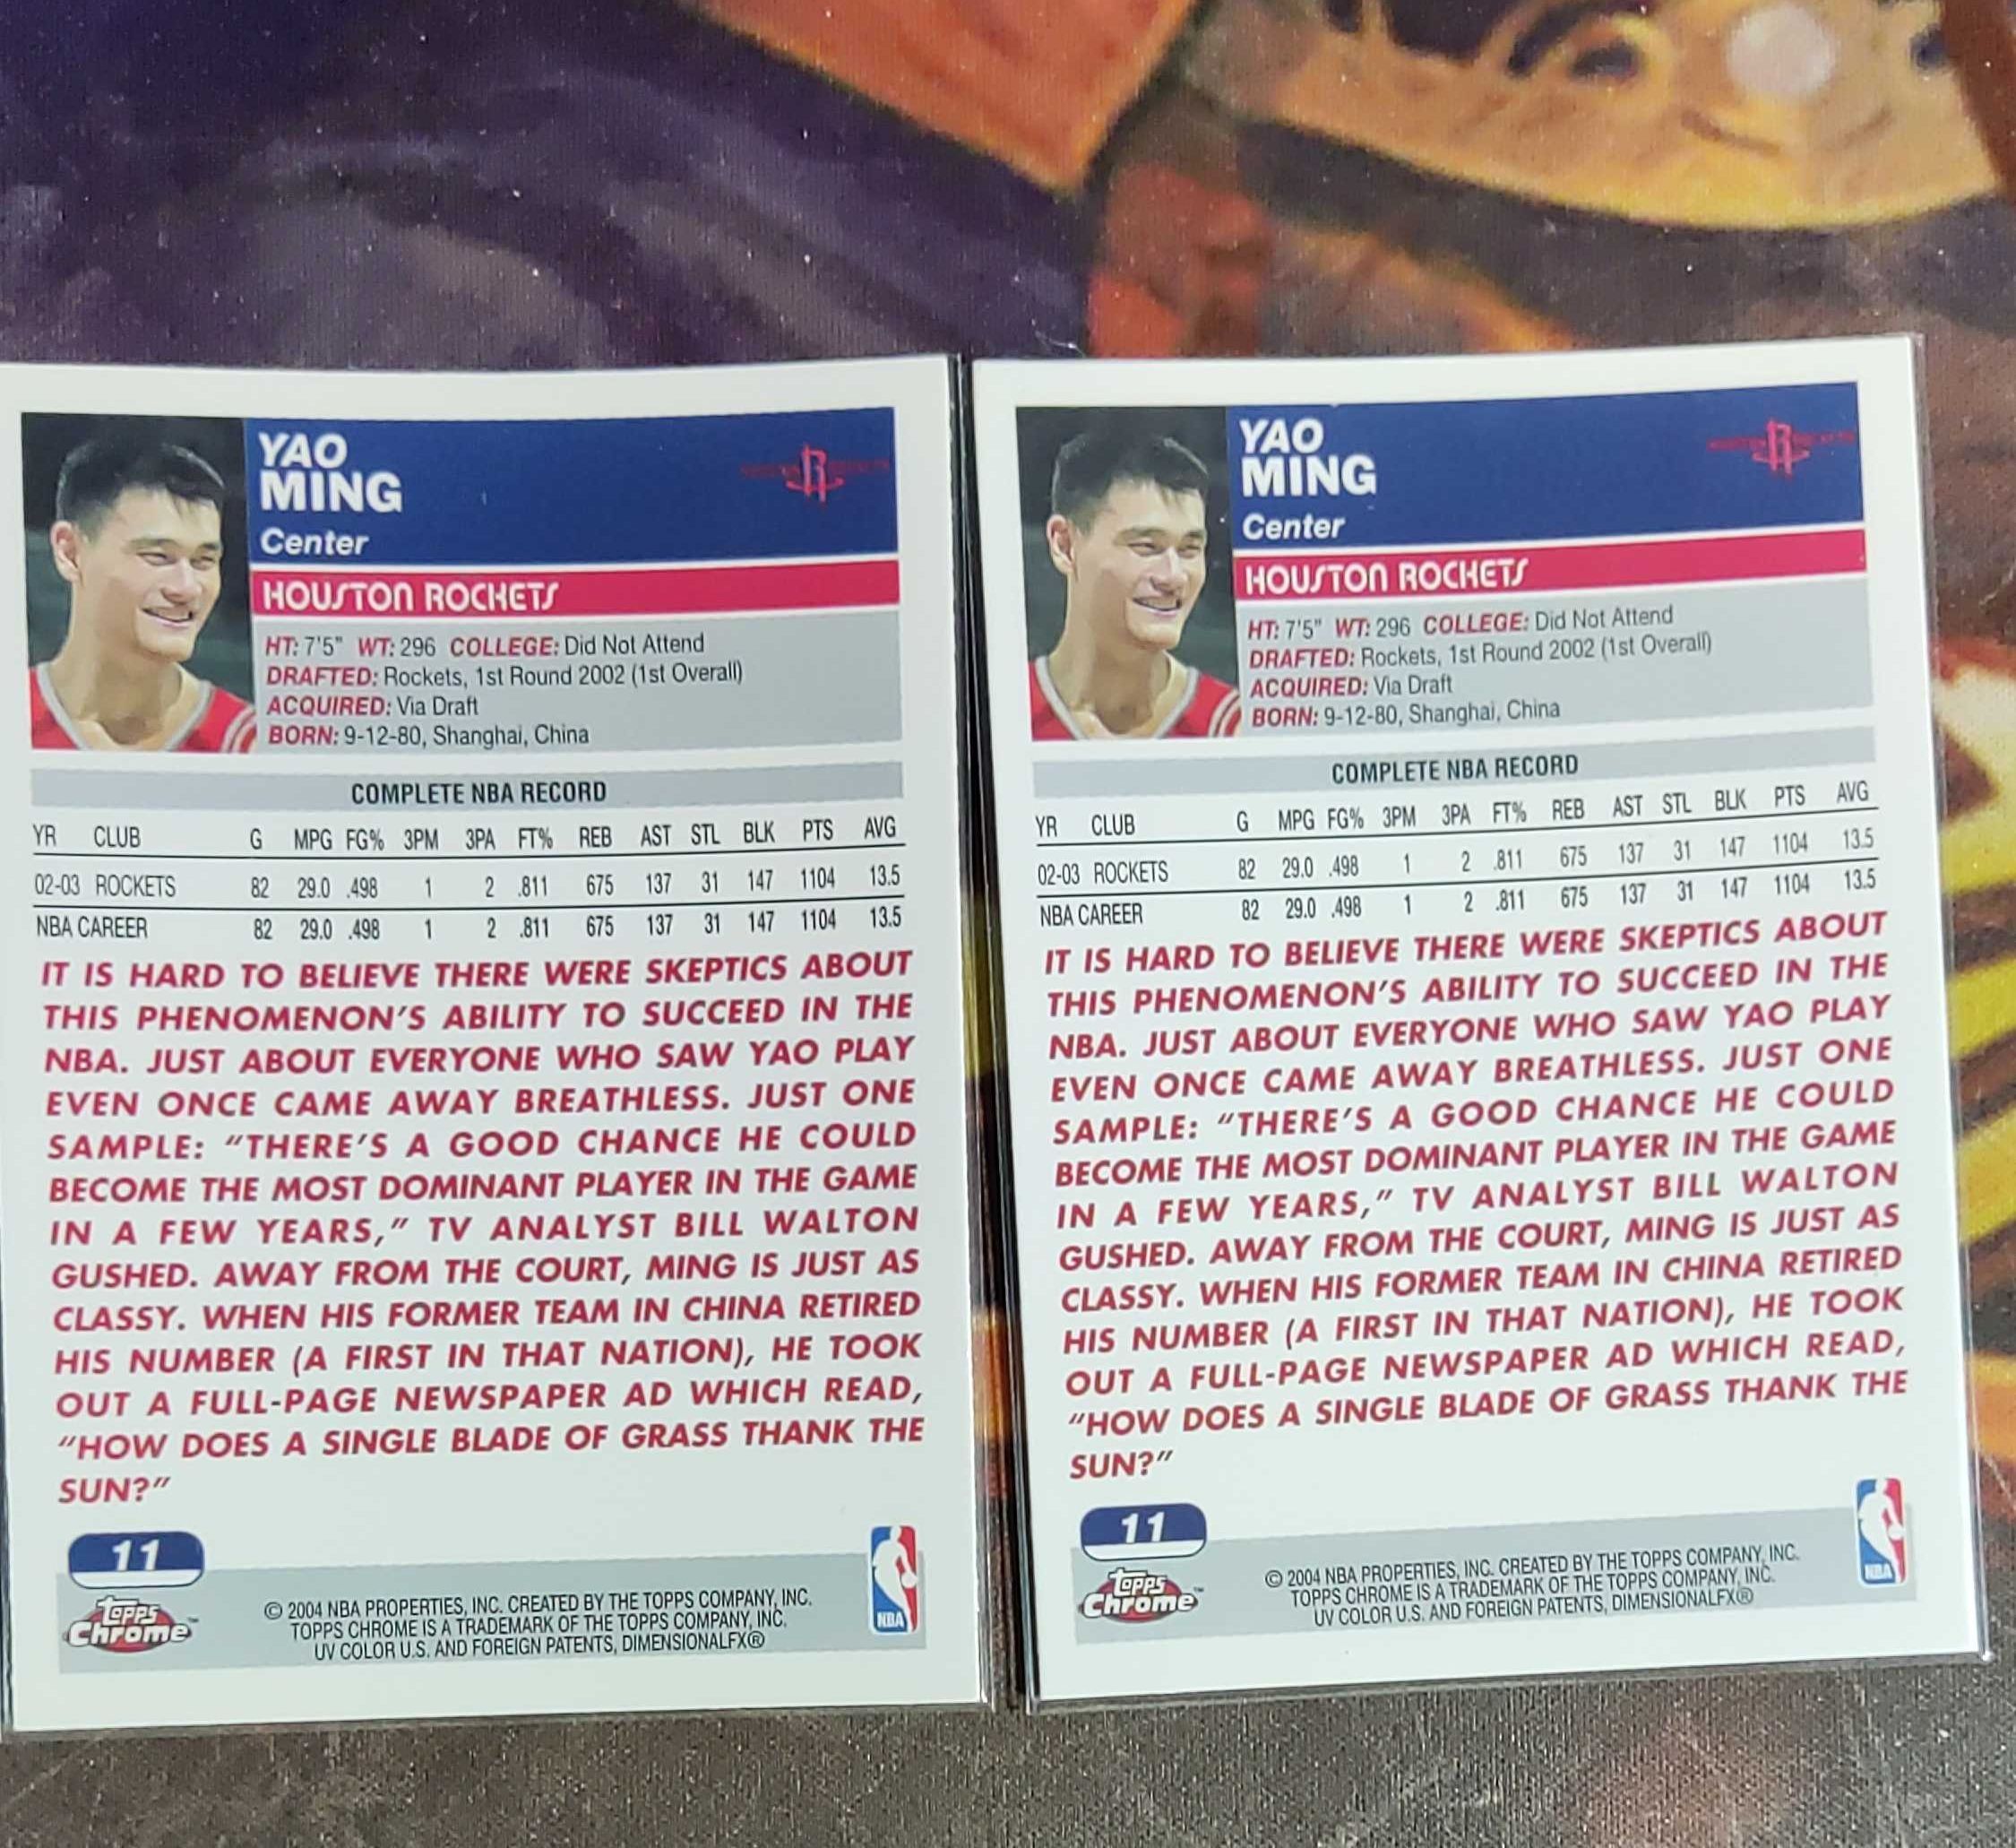 YAO
MING
Center
HOUSTON ROCKETS
HT: 7'5" WT: 296 COLLEGE: Did Not Attend
DRAFTED: Rockets, 1st Round 2002 (1st Overall)
ACQUIRED: Via Draft
BORN: 9-12-80, Shanghai, China
COMPLETE NBA RECORD
YR CLUB G MPG FG% 3PM 3PA FT% REB AST STL BLK PTS AVG
02-03 ROCKETS 82 29.0 .498 1 2 .811 675 137 31 147 1104 13.5
NBA CAREER 82 29.0 .498 1 2 .811 675 137 31 147 1104 13.5
IT IS HARD TO BELIEVE THERE WERE SKEPTICS ABOUT
THIS PHENOMENON'S ABILITY TO SUCCEED IN THE
NBA. JUST ABOUT EVERYONE WHO SAW YAO PLAY
EVEN ONCE CAME AWAY BREATHLESS. JUST ONE
SAMPLE: "THERE'S A GOOD CHANCE HE COULD
BECOME THE MOST DOMINANT PLAYER IN THE GAME
IN A FEW YEARS," TV ANALYST BILL WALTON
GUSHED. AWAY FROM THE COURT, MING IS JUST AS
CLASSY. WHEN HIS FORMER TEAM IN CHINA RETIRED
HIS NUMBER (A FIRST IN THAT NATION), HE TOOK
OUT A FULL-PAGE NEWSPAPER AD WHICH READ,
"HOW DOES A SINGLE BLADE OF GRASS THANK THE
SUN?"
11
Topps
Chrome™
© 2004 NBA PROPERTIES, INC. CREATED BY THE TOPPS COMPANY, INC.
TOPPS CHROME IS A TRADEMARK OF THE TOPPS COMPANY, INC.
UV COLOR U.S. AND FOREIGN PATENTS, DIMENSIONALFX®
NBA
YAO
MING
Center
HOUSTON ROCKETS
HT: 7'5" WT: 296 COLLEGE: Did Not Attend
DRAFTED: Rockets, 1st Round 2002 (1st Overall)
ACQUIRED: Via Draft
BORN: 9-12-80, Shanghai, China
COMPLETE NBA RECORD
YR CLUB G MPG FG% 3PM 3PA FT% REB AST STL BLK PTS AVG
02-03 ROCKETS 82 29.0 .498 1 2 .811 675 137 31 147 1104 13.5
NBA CAREER 82 29.0 .498 1 2 .811 675 137 31 147 1104 13.5
IT IS HARD TO BELIEVE THERE WERE SKEPTICS ABOUT
THIS PHENOMENON'S ABILITY TO SUCCEED IN THE
NBA. JUST ABOUT EVERYONE WHO SAW YAO PLAY
EVEN ONCE CAME AWAY BREATHLESS. JUST ONE
SAMPLE: "THERE'S A GOOD CHANCE HE COULD
BECOME THE MOST DOMINANT PLAYER IN THE GAME
IN A FEW YEARS," TV ANALYST BILL WALTON
GUSHED. AWAY FROM THE COURT, MING IS JUST AS
CLASSY. WHEN HIS FORMER TEAM IN CHINA RETIRED
HIS NUMBER (A FIRST IN THAT NATION), HE TOOK
OUT A FULL-PAGE NEWSPAPER AD WHICH READ,
"HOW DOES A SINGLE BLADE OF GRASS THANK THE
SUN?"
11
Topps
Chrome™
© 2004 NBA PROPERTIES, INC. CREATED BY THE TOPPS COMPANY, INC.
TOPPS CHROME IS A TRADEMARK OF THE TOPPS COMPANY, INC.
UV COLOR U.S. AND FOREIGN PATENTS, DIMENSIONALFX®
NBA